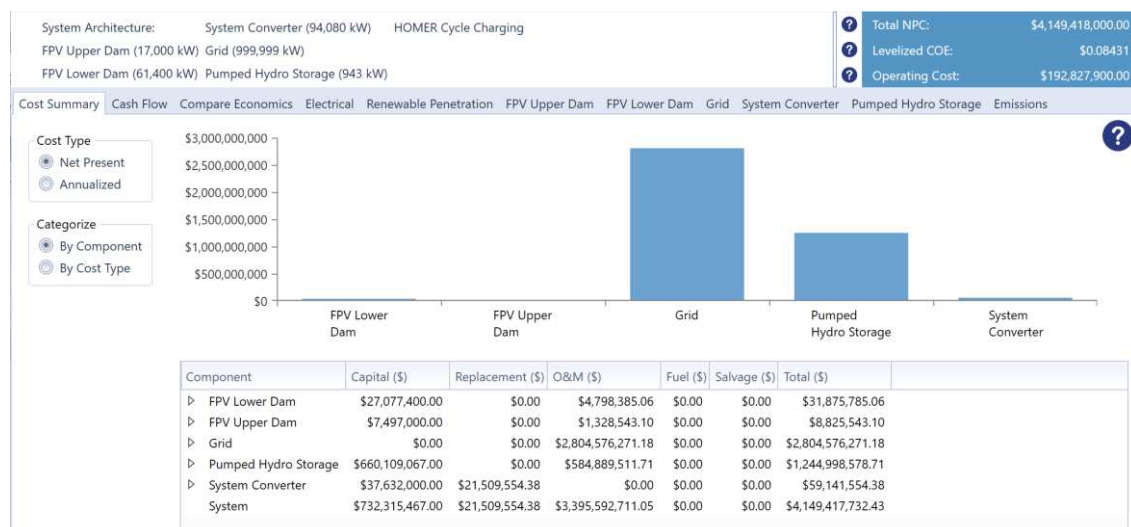 System Architecture: System Converter (94,080 kW) HOMER Cycle Charging
FPV Upper Dam (17,000 kW) Grid (999,999 kW)
FPV Lower Dam (61,400 kW) Pumped Hydro Storage (943 kW)
? Total NPC: $4,149,418,000.00
? Levelized COE: $0.08431
? Operating Cost: $192,827,900.00
Cost Summary Cash Flow Compare Economics Electrical Renewable Penetration FPV Upper Dam FPV Lower Dam Grid System Converter Pumped Hydro Storage Emissions
?
Cost Type
Net Present
Annualized
Categorize
By Component
By Cost Type
$3,000,000,000
$2,500,000,000
$2,000,000,000
$1,500,000,000
$1,000,000,000
$500,000,000
$0
FPV Lower Dam
FPV Upper Dam
Grid
Pumped Hydro Storage
System Converter
Component Capital ($) Replacement ($) O&M ($) Fuel ($) Salvage ($) Total ($)
FPV Lower Dam $27,077,400.00 $0.00 $4,798,385.06 $0.00 $0.00 $31,875,785.06
FPV Upper Dam $7,497,000.00 $0.00 $1,328,543.10 $0.00 $0.00 $8,825,543.10
Grid $0.00 $0.00 $2,804,576,271.18 $0.00 $0.00 $2,804,576,271.18
Pumped Hydro Storage $660,109,067.00 $0.00 $584,889,511.71 $0.00 $0.00 $1,244,998,578.71
System Converter $37,632,000.00 $21,509,554.38 $0.00 $0.00 $0.00 $59,141,554.38
System $732,315,467.00 $21,509,554.38 $3,395,592,711.05 $0.00 $0.00 $4,149,417,732.43